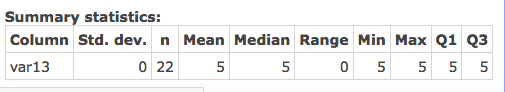 Summary statistics:
Column Std. dev. n Mean Median Range Min Max Q1 Q3
var13 0 22 5 5 0 5 5 5 5